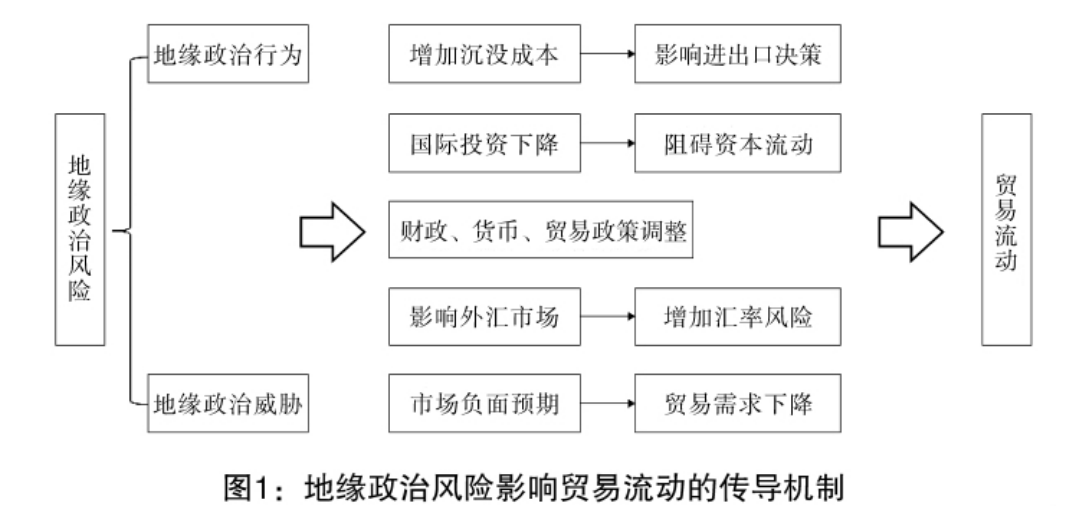 地缘政治风险
地缘政治行为
地缘政治威胁
增加沉没成本
影响进出口决策
国际投资下降
阻碍资本流动
财政、货币、贸易政策调整
影响外汇市场
增加汇率风险
市场负面预期
贸易需求下降
贸易流动
图1：地缘政治风险影响贸易流动的传导机制